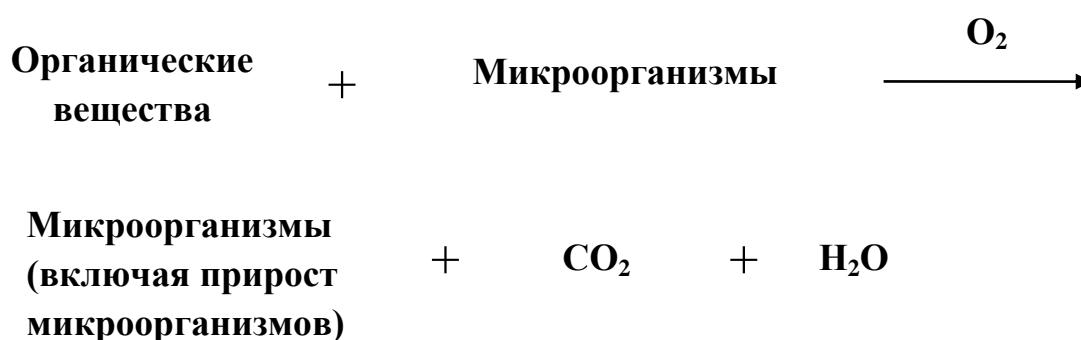 O₂
Органические + Микроорганизмы
вещества
Микроорганизмы
(включая прирост + CO₂ + H₂O
микроорганизмов)